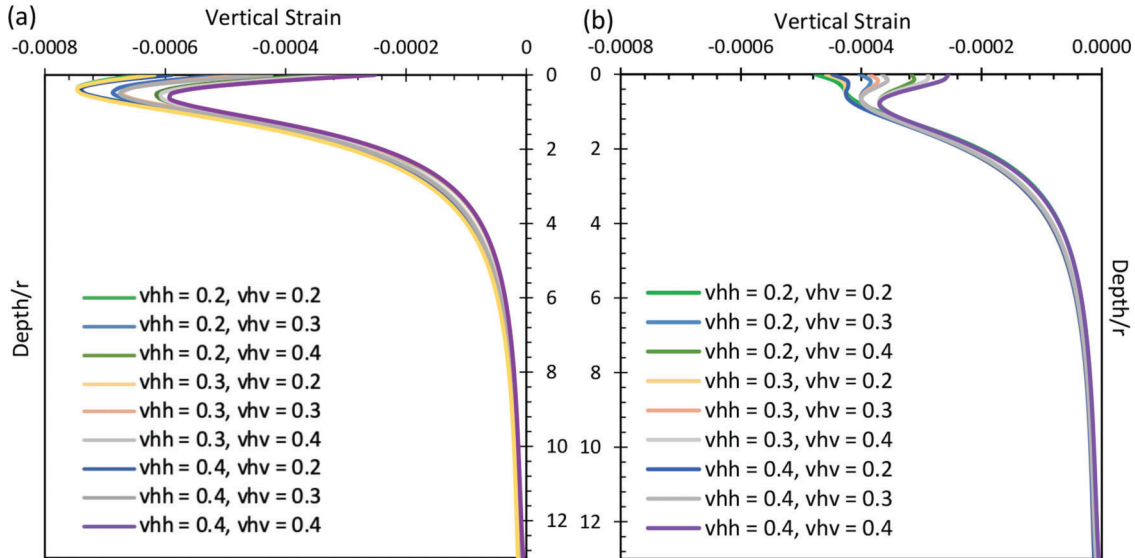 (a)
Vertical Strain
-0.0008 -0.0006 -0.0004 -0.0002 0
0
2
4
6
8
10
12
Depth/r
vhh = 0.2, vhv = 0.2
vhh = 0.2, vhv = 0.3
vhh = 0.2, vhv = 0.4
vhh = 0.3, vhv = 0.2
vhh = 0.3, vhv = 0.3
vhh = 0.3, vhv = 0.4
vhh = 0.4, vhv = 0.2
vhh = 0.4, vhv = 0.3
vhh = 0.4, vhv = 0.4
(b)
Vertical Strain
-0.0008 -0.0006 -0.0004 -0.0002 0.0000
0
2
4
6
8
10
12
Depth/r
vhh = 0.2, vhv = 0.2
vhh = 0.2, vhv = 0.3
vhh = 0.2, vhv = 0.4
vhh = 0.3, vhv = 0.2
vhh = 0.3, vhv = 0.3
vhh = 0.3, vhv = 0.4
vhh = 0.4, vhv = 0.2
vhh = 0.4, vhv = 0.3
vhh = 0.4, vhv = 0.4